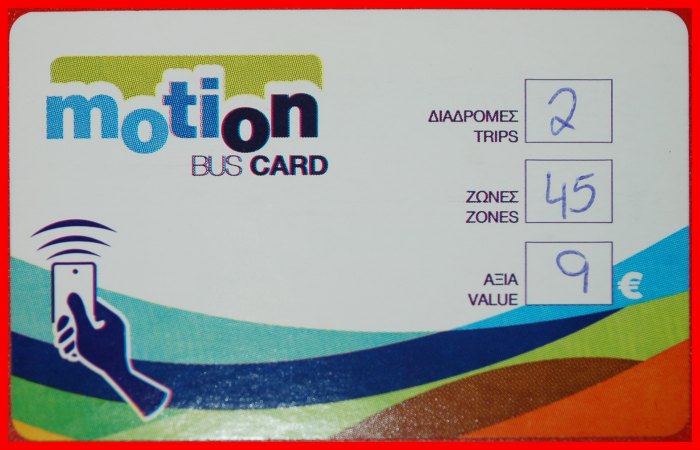 motion
BUS CARD
ΔΙΑΔΡΟΜΕΣ 2
TRIPS
ΖΩΝΕΣ 45
ZONES
ΑΞΙΑ 9 €
VALUE